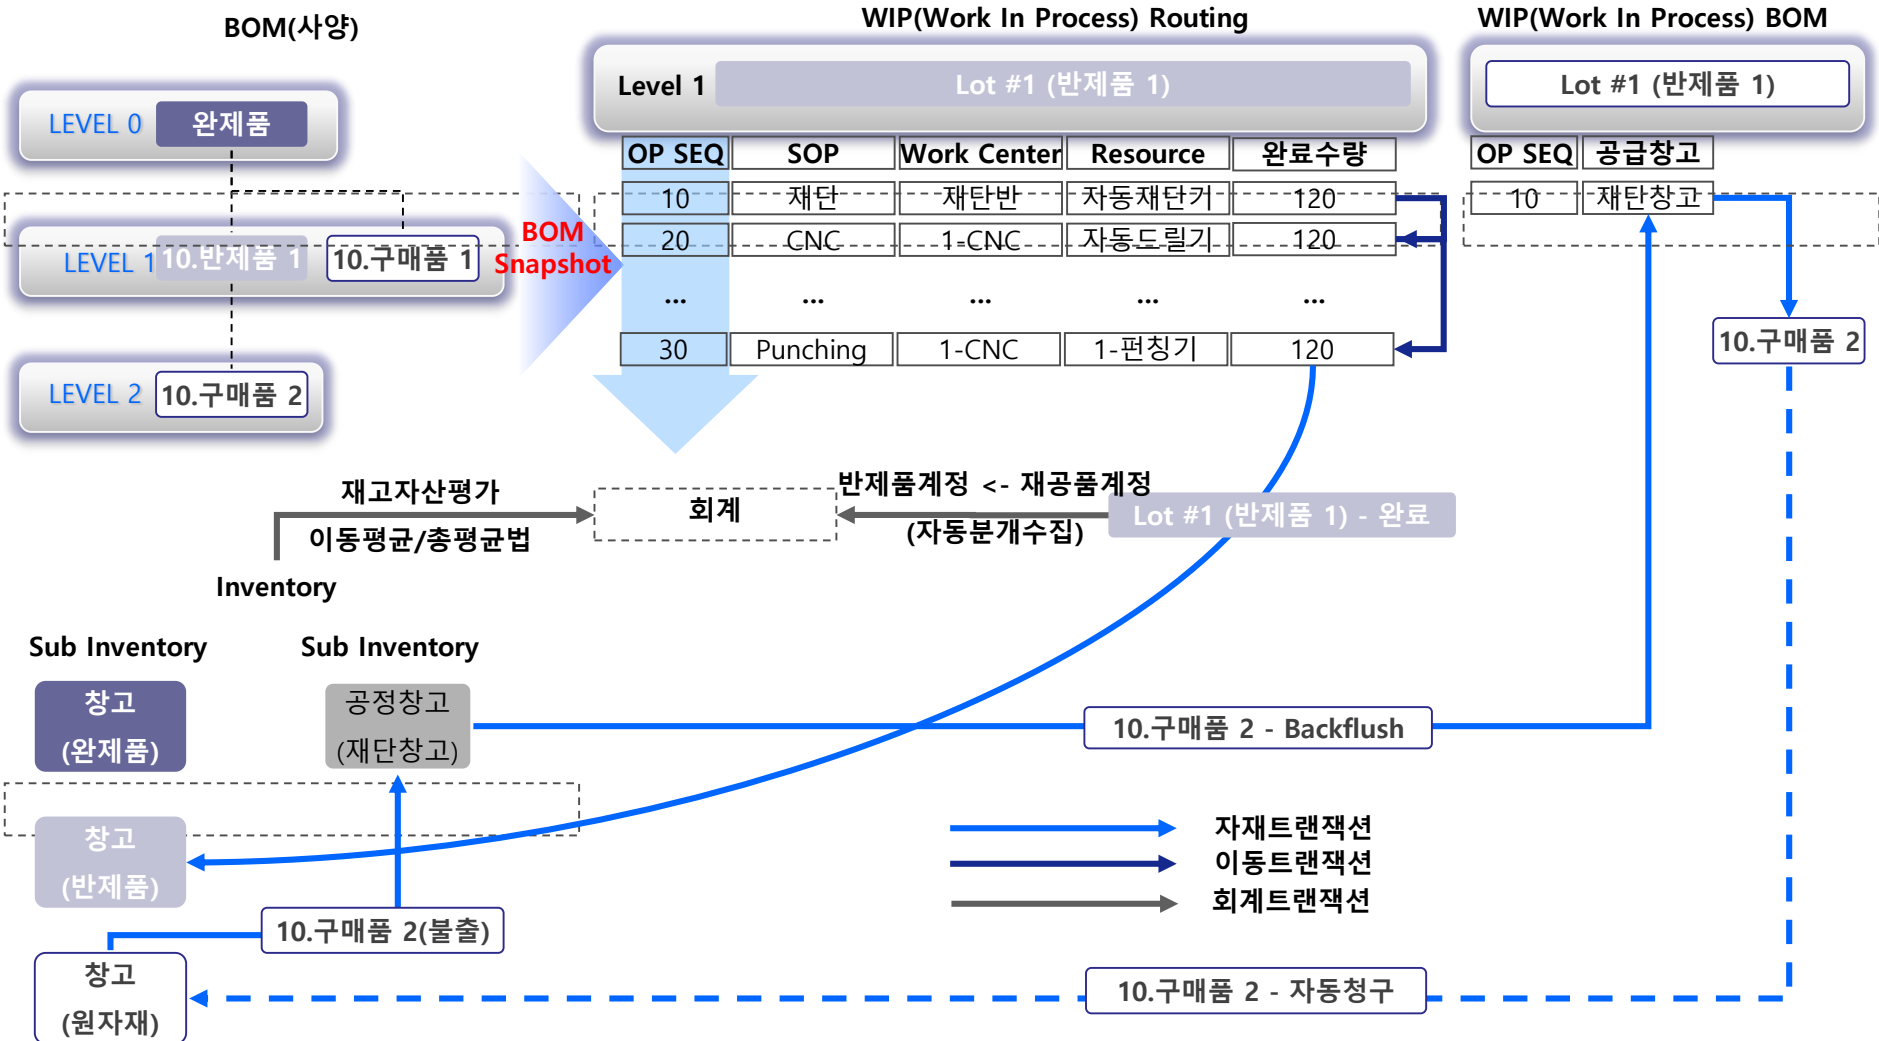 BOM(사양)
WIP(Work In Process) Routing
WIP(Work In Process) BOM
LEVEL 0 완제품
LEVEL 1 10.반제품 1 10.구매품 1
LEVEL 2 10.구매품 2
BOM
Snapshot
Level 1 Lot #1 (반제품 1)
OP SEQ SOP Work Center Resource 완료수량
10 재단 재단반 자동재단기 120
20 CNC 1-CNC 자동드릴기 120
... ... ... ... ...
30 Punching 1-CNC 1-펀칭기 120
Lot #1 (반제품 1)
OP SEQ 공급창고
10 재단창고
10.구매품 2
재고자산평가
이동평균/총평균법
회계
반제품계정 <- 재공품계정
(자동분개수집)
Lot #1 (반제품 1) - 완료
Inventory
Sub Inventory
Sub Inventory
창고
(완제품)
공정창고
(재단창고)
10.구매품 2 - Backflush
창고
(반제품)
자재트랜잭션
이동트랜잭션
회계트랜잭션
10.구매품 2(불출)
창고
(원자재)
10.구매품 2 - 자동청구